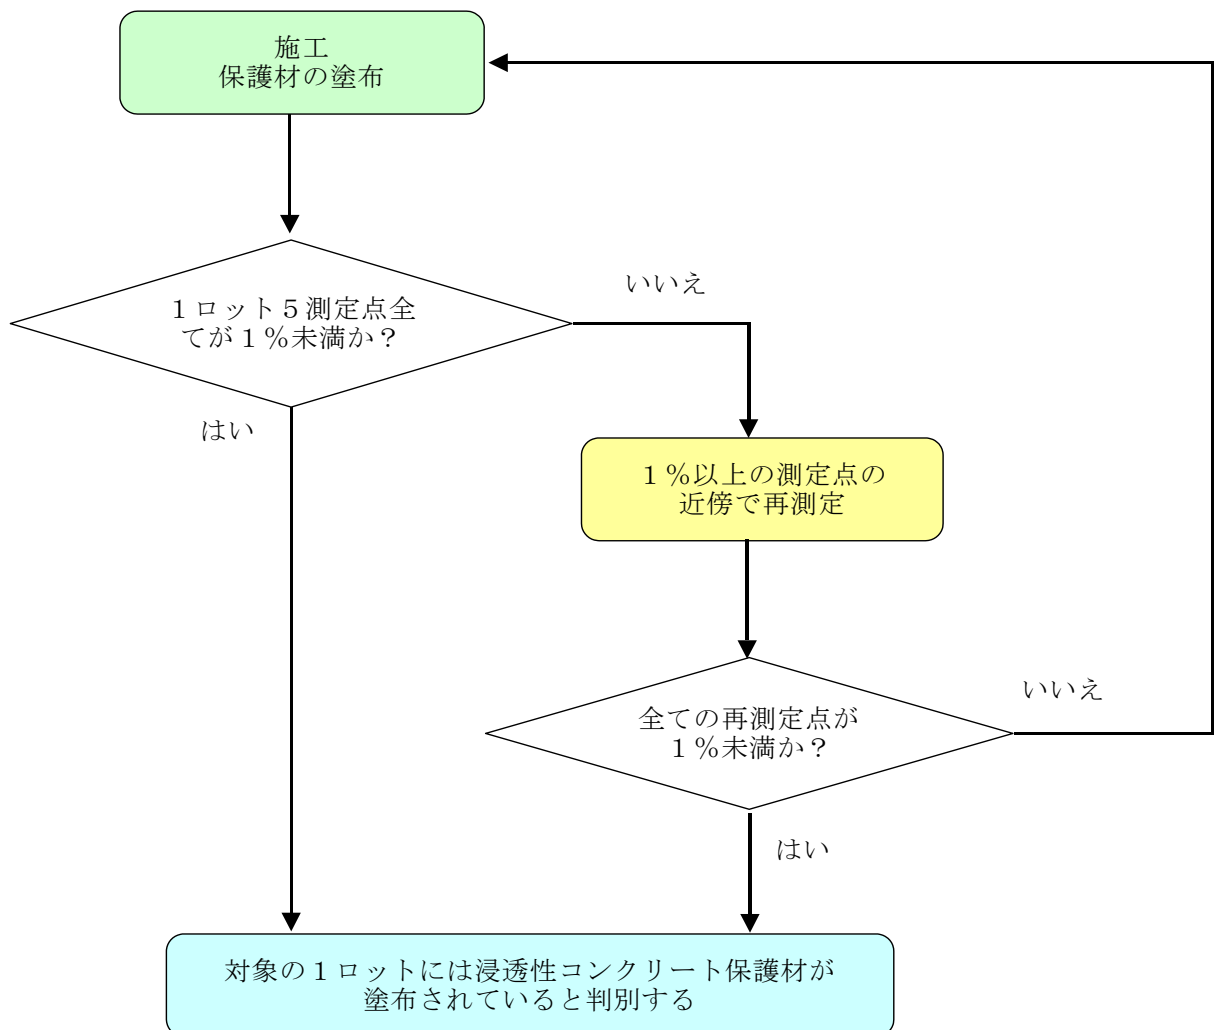 施工
保護材の塗布
いいえ
１ロット５測定点全
てが１％未満か？
はい
１％以上の測定点の
近傍で再測定
いいえ
全ての再測定点が
１％未満か？
はい
対象の１ロットには浸透性コンクリート保護材が
塗布されていると判別する